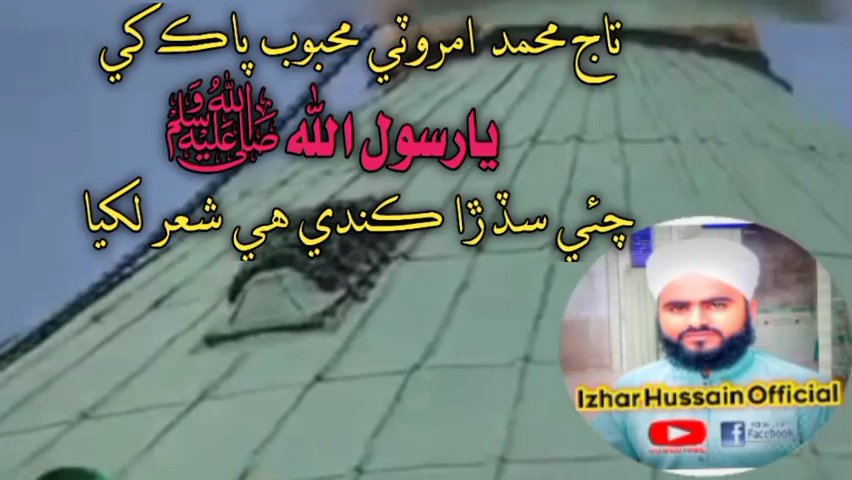 تاج محمد امروٽي محبوب پاڪ کي
يارسول الله ﷺ
چئي سڏڙا ڪندي هي شعر لکيا
Izhar Hussain Official
Facebook